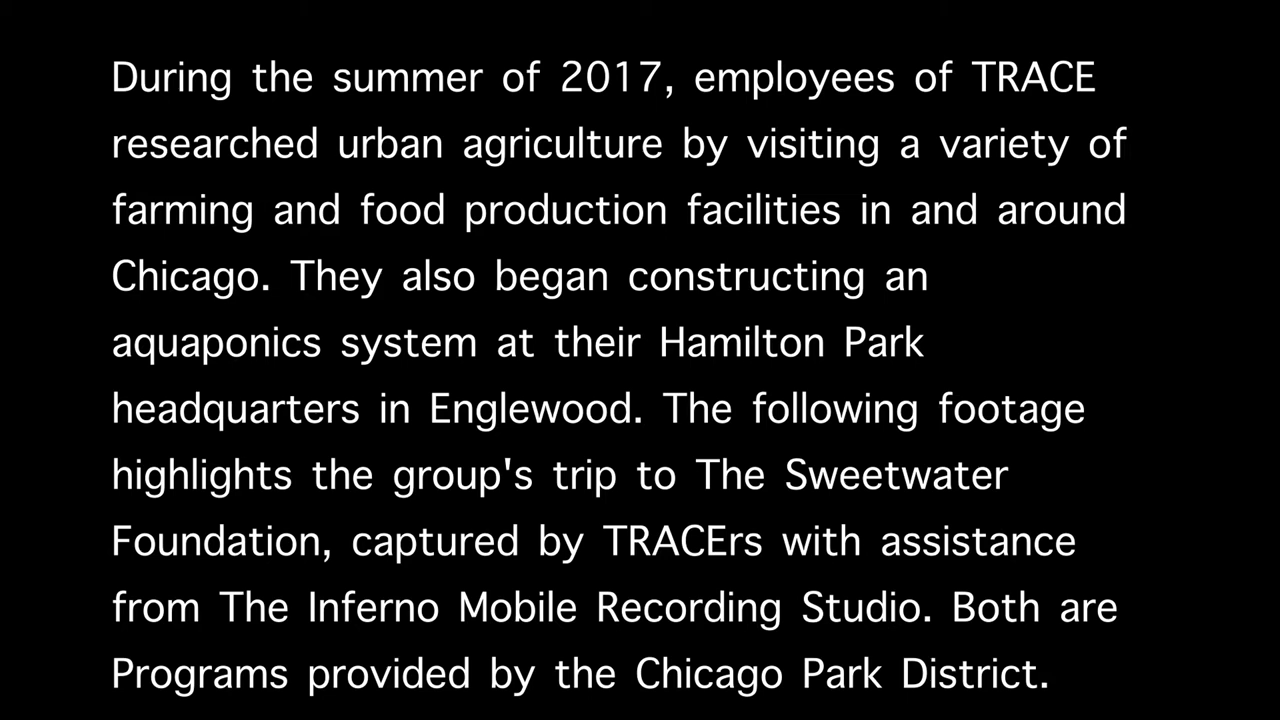 During the summer of 2017, employees of TRACE
researched urban agriculture by visiting a variety of
farming and food production facilities in and around
Chicago. They also began constructing an
aquaponics system at their Hamilton Park
headquarters in Englewood. The following footage
highlights the group's trip to The Sweetwater
Foundation, captured by TRACErs with assistance
from The Inferno Mobile Recording Studio. Both are
Programs provided by the Chicago Park District.